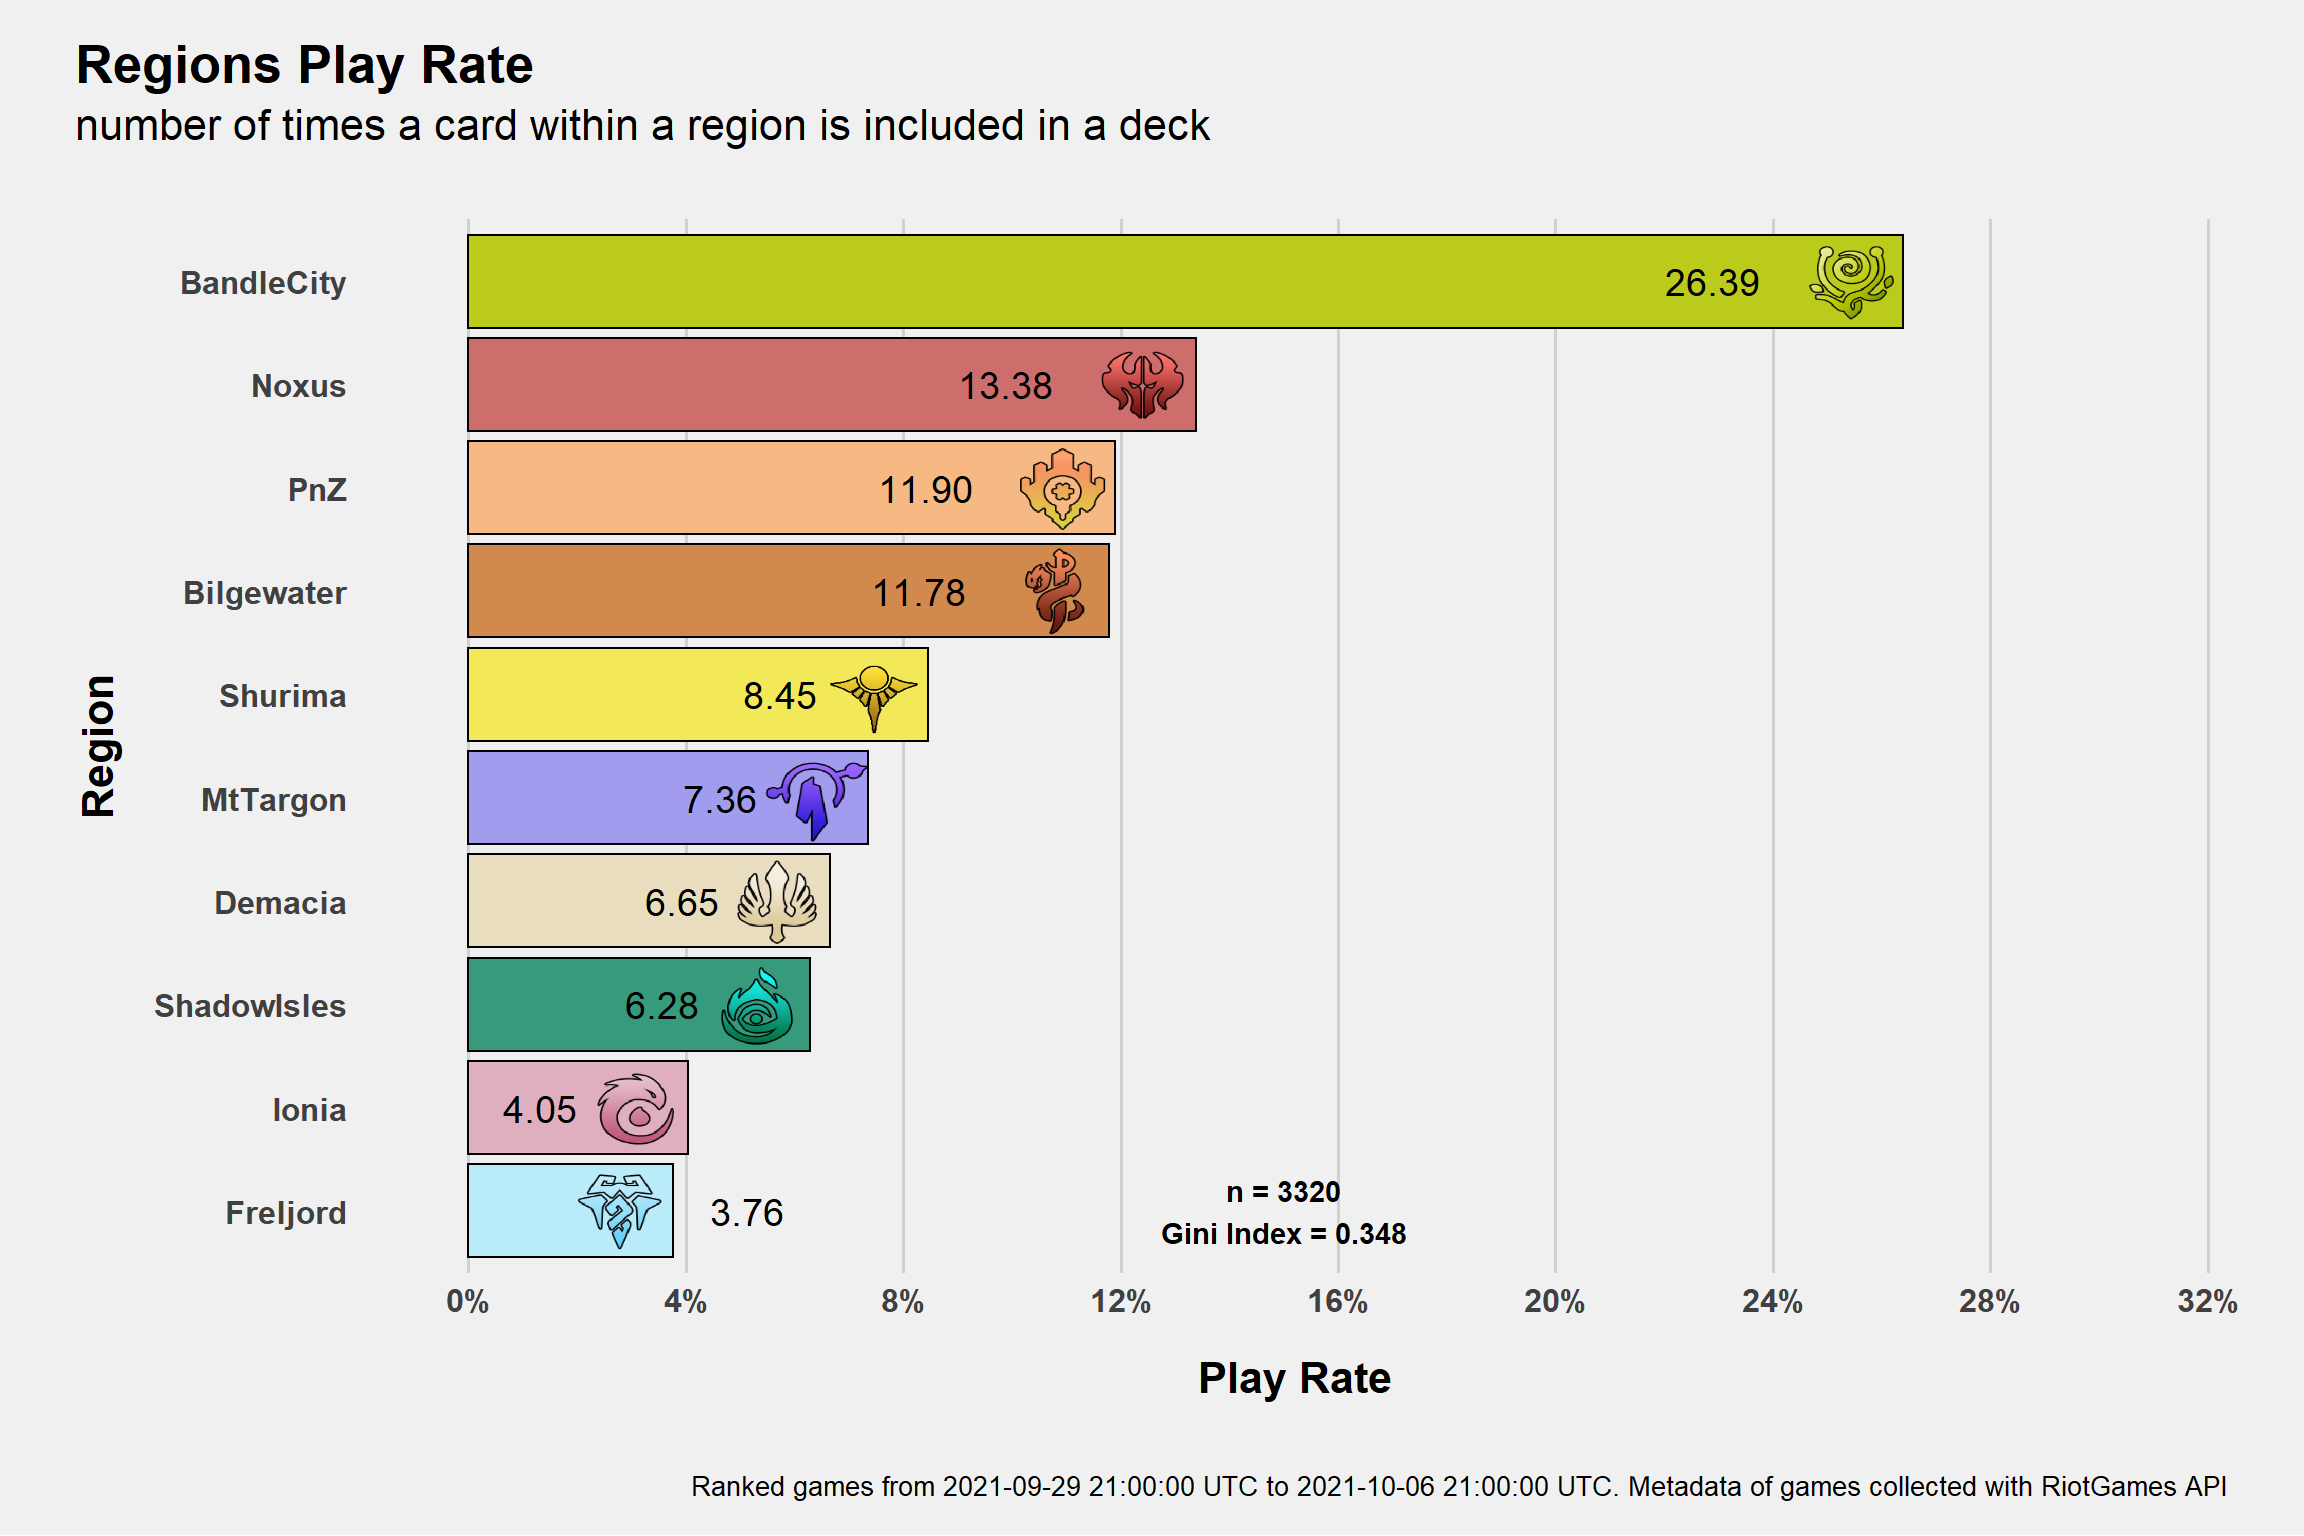 Regions Play Rate
number of times a card within a region is included in a deck
BandleCity
26.39
Noxus
13.38
PnZ
11.90
Bilgewater
11.78
Shurima
8.45
MtTargon
7.36
Demacia
6.65
ShadowIsles
6.28
Ionia
4.05
Freljord
3.76
n = 3320
Gini Index = 0.348
Region
0% 4% 8% 12% 16% 20% 24% 28% 32%
Play Rate
Ranked games from 2021-09-29 21:00:00 UTC to 2021-10-06 21:00:00 UTC. Metadata of games collected with RiotGames API